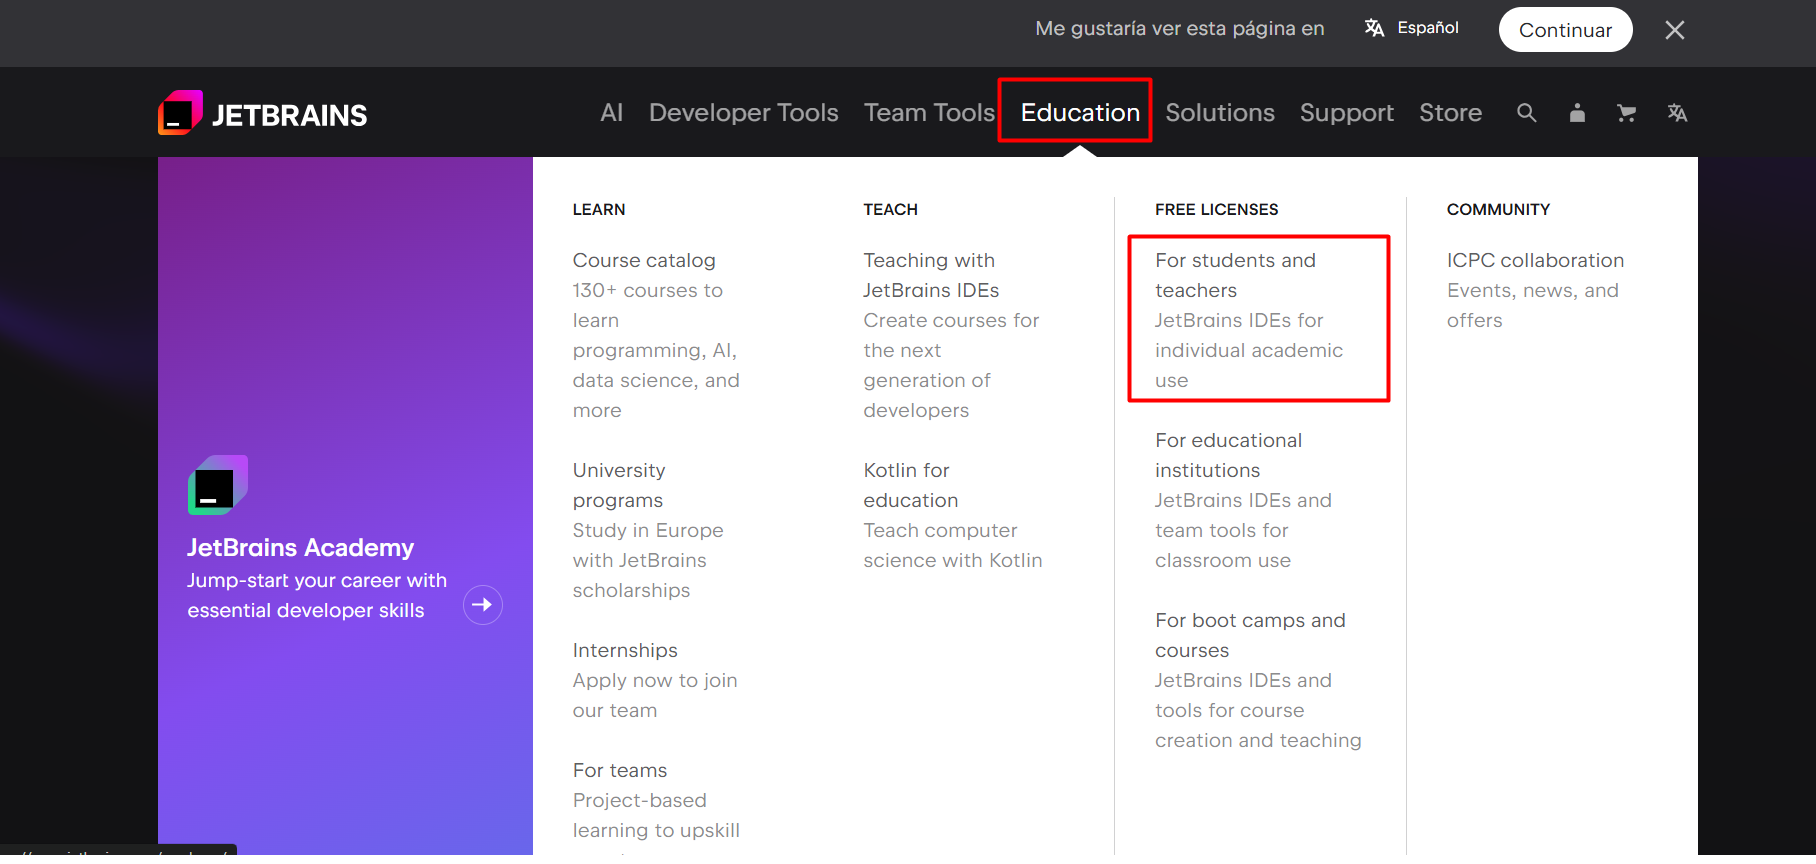 Me gustaría ver esta página en
Español
Continuar
JETBRAINS
AI
Developer Tools
Team Tools
Education
Solutions
Support
Store
JetBrains Academy
Jump-start your career with
essential developer skills
LEARN
Course catalog
130+ courses to
learn
programming, AI,
data science, and
more
University
programs
Study in Europe
with JetBrains
scholarships
Internships
Apply now to join
our team
For teams
Project-based
learning to upskill
TEACH
Teaching with
JetBrains IDEs
Create courses for
the next
generation of
developers
Kotlin for
education
Teach computer
science with Kotlin
FREE LICENSES
For students and
teachers
JetBrains IDEs for
individual academic
use
For educational
institutions
JetBrains IDEs and
team tools for
classroom use
For boot camps and
courses
JetBrains IDEs and
tools for course
creation and teaching
COMMUNITY
ICPC collaboration
Events, news, and
offers